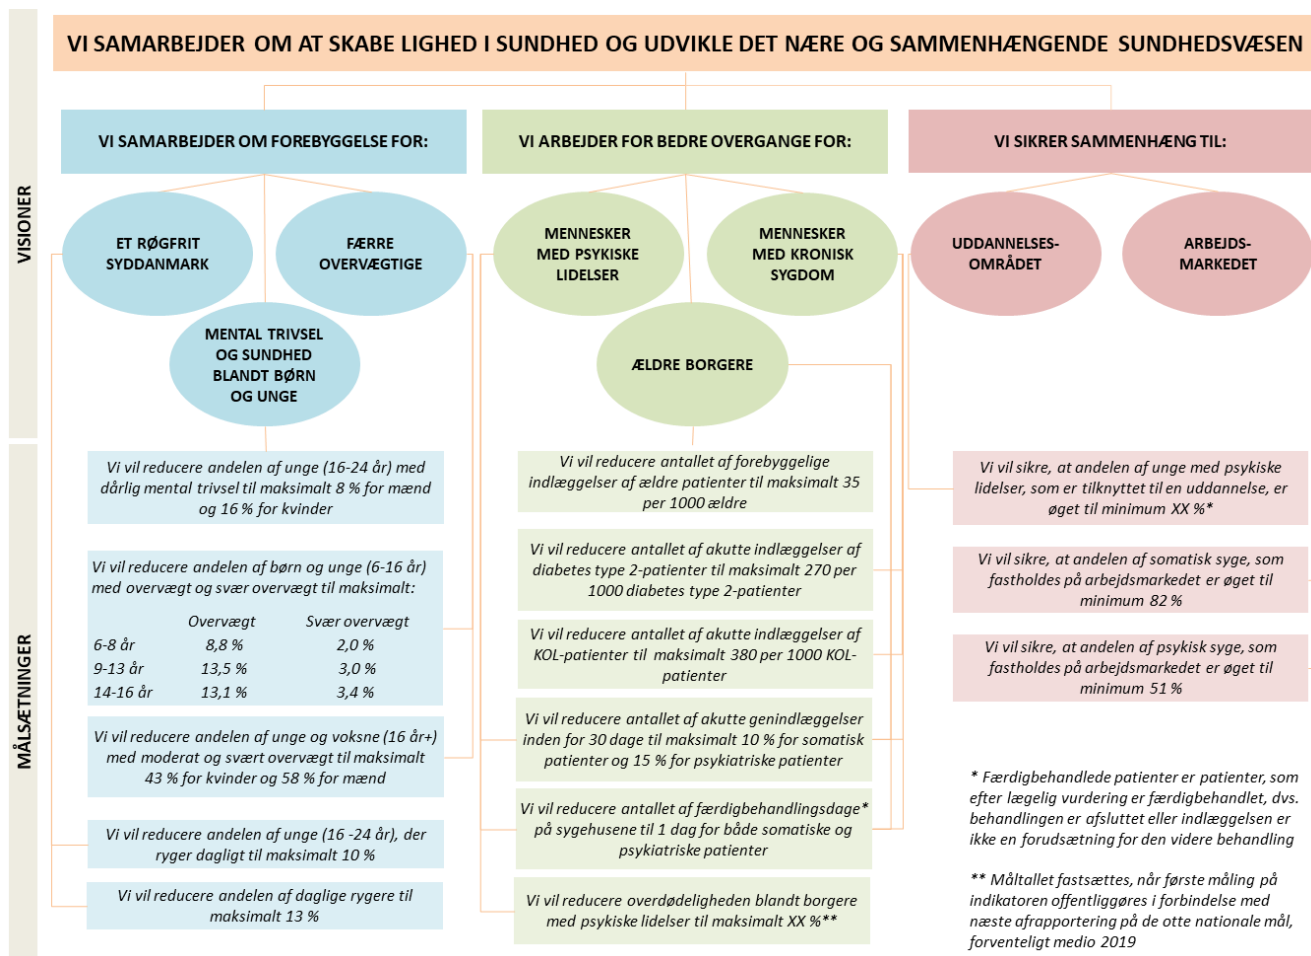 VI SAMARBEJDER OM AT SKABE LIGHED I SUNDHED OG UDVIKLE DET NÆRE OG SAMMENHÆNGENDE SUNDHEDSVÆSEN
VISIONER
VI SAMARBEJDER OM FOREBYGGELSE FOR:
ET RØGFRIT
SYDDANMARK
FÆRRE
OVERVÆGTIGE
MENTAL TRIVSEL
OG SUNDHED
BLANDT BØRN
OG UNGE
VI ARBEJDER FOR BEDRE OVERGANGE FOR:
MENNESKER
MED PSYKISKE
LIDELSER
MENNESKER
MED KRONISK
SYGDOM
ÆLDRE BORGERE
VI SIKRER SAMMENHÆNG TIL:
UDDANNELSES-
OMRÅDET
ARBEJDS-
MARKEDET
MÅLSÆTNINGER
Vi vil reducere andelen af unge (16-24 år) med
dårlig mental trivsel til maksimalt 8 % for mænd
og 16 % for kvinder
Vi vil reducere andelen af børn og unge (6-16 år)
med overvægt og svær overvægt til maksimalt:
Overvægt Svær overvægt
6-8 år 8,8 % 2,0 %
9-13 år 13,5 % 3,0 %
14-16 år 13,1 % 3,4 %
Vi vil reducere andelen af unge og voksne (16 år+)
med moderat og svært overvægt til maksimalt
43 % for kvinder og 58 % for mænd
Vi vil reducere andelen af unge (16 -24 år), der
ryger dagligt til maksimalt 10 %
Vi vil reducere andelen af daglige rygere til
maksimalt 13 %
Vi vil reducere antallet af forebyggelige
indlæggelser af ældre patienter til maksimalt 35
per 1000 ældre
Vi vil reducere antallet af akutte indlæggelser af
diabetes type 2-patienter til maksimalt 270 per
1000 diabetes type 2-patienter
Vi vil reducere antallet af akutte indlæggelser af
KOL-patienter til maksimalt 380 per 1000 KOL-
patienter
Vi vil reducere antallet af akutte genindlæggelser
inden for 30 dage til maksimalt 10 % for somatisk
patienter og 15 % for psykiatriske patienter
Vi vil reducere antallet af færdigbehandlingsdage*
på sygehusene til 1 dag for både somatiske og
psykiatriske patienter
Vi vil reducere overdødeligheden blandt borgere
med psykiske lidelser til maksimalt XX %**
Vi vil sikre, at andelen af unge med psykiske
lidelser, som er tilknyttet til en uddannelse, er
øget til minimum XX %*
Vi vil sikre, at andelen af somatisk syge, som
fastholdes på arbejdsmarkedet er øget til
minimum 82 %
Vi vil sikre, at andelen af psykisk syge, som
fastholdes på arbejdsmarkedet er øget til
minimum 51 %
* Færdigbehandlede patienter er patienter, som
efter lægelig vurdering er færdigbehandlet, dvs.
behandlingen er afsluttet eller indlæggelsen er
ikke en forudsætning for den videre behandling
** Måltallet fastsættes, når første måling på
indikatoren offentliggøres i forbindelse med
næste afrapportering på de otte nationale mål,
forventeligt medio 2019